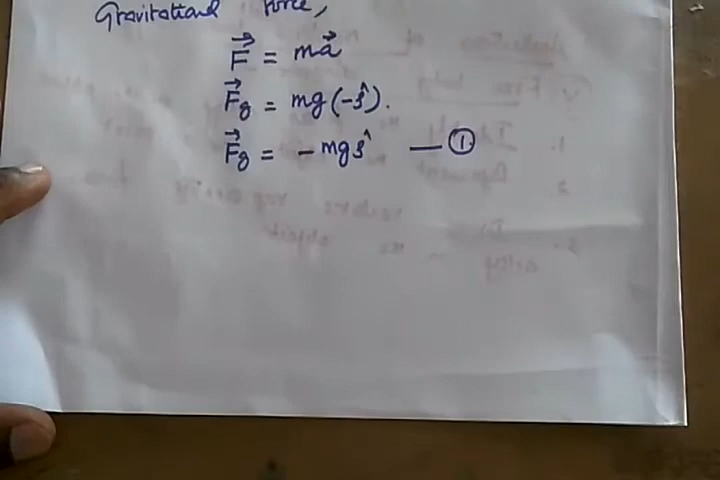 Gravitational Force,
F⃗ = ma⃗
F⃗g = mg(-ĵ).
F⃗g = - mgĵ — ①